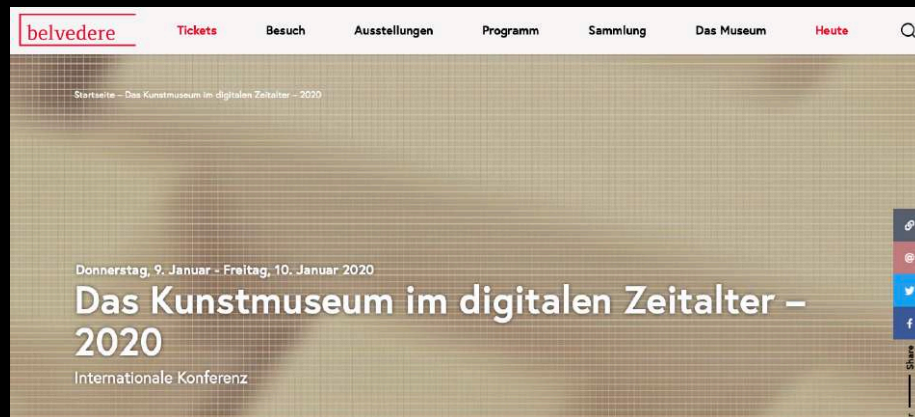 belvedere
Tickets Besuch Ausstellungen Programm Sammlung Das Museum Heute
Startseite – Das Kunstmuseum im digitalen Zeitalter – 2020
Donnerstag, 9. Januar - Freitag, 10. Januar 2020
Das Kunstmuseum im digitalen Zeitalter –
2020
Internationale Konferenz
Share